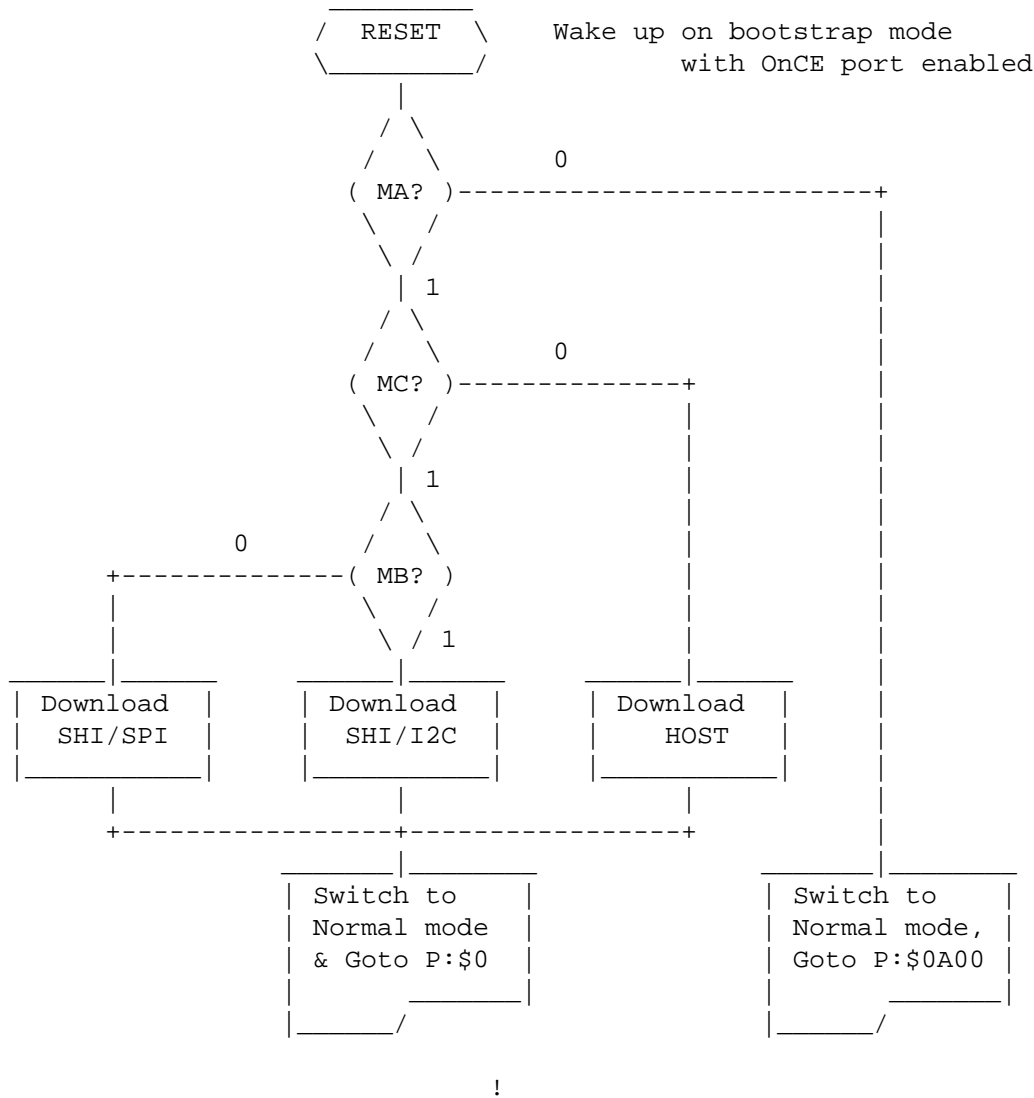 RESET Wake up on bootstrap mode
with OnCE port enabled
0
MA?
1
0
MC?
1
0
MB?
1
Download Download Download
SHI/SPI SHI/I2C HOST
Switch to Switch to
Normal mode Normal mode,
& Goto P:$0 Goto P:$0A00
!